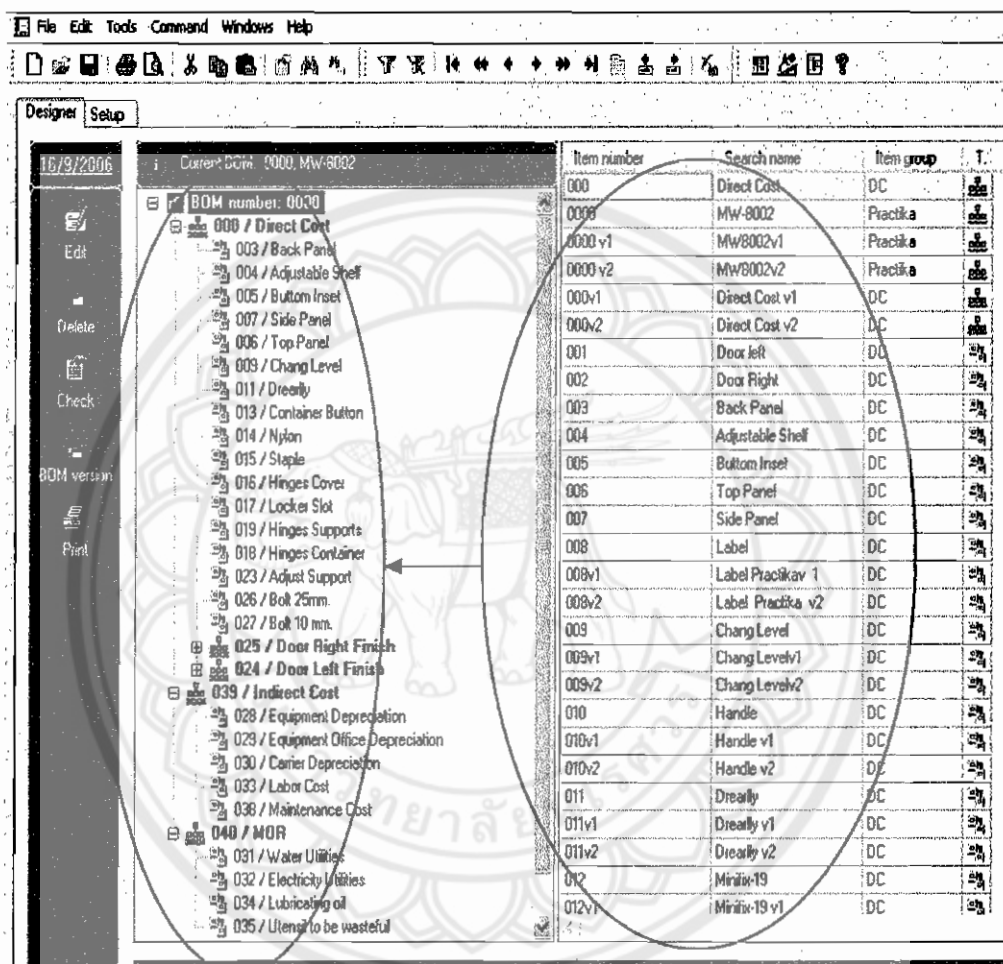 File Edit Tools Command Windows Help
Designer Setup
16/9/2006
Edit
Delete
Check
BOM version
Print
Current BOM: 0000, MW-8002
BOM number: 0000
000 / Direct Cost
003 / Back Panel
004 / Adjustable Shelf
005 / Buttom Inset
007 / Side Panel
006 / Top Panel
009 / Chang Level
011 / Drearily
013 / Container Button
014 / Nylon
015 / Staple
016 / Hinges Cover
017 / Locker Slot
019 / Hinges Supports
018 / Hinges Container
023 / Adjust Support
026 / Bolt 25mm.
027 / Bolt 10 mm.
025 / Door Right Finish
024 / Door Left Finish
039 / Indirect Cost
028 / Equipment Depreciation
029 / Equipment Office Depreciation
030 / Carrier Depreciation
033 / Labor Cost
038 / Maintenance Cost
040 / MOR
031 / Water Utilities
032 / Electricity Utilities
034 / Lubricating oil
035 / Utensil to be wasteful
Item number Search name Item group T.
000 Direct Cost DC
0000 MW-8002 Practika
0000 v1 MW8002v1 Practika
0000 v2 MW8002v2 Practika
000v1 Direct Cost v1 DC
000v2 Direct Cost v2 DC
001 Door left DC
002 Door Right DC
003 Back Panel DC
004 Adjustable Shelf DC
005 Buttom Inset DC
006 Top Panel DC
007 Side Panel DC
008 Label DC
008v1 Label Practikav 1 DC
008v2 Label Practika v2 DC
009 Chang Level DC
009v1 Chang Levelv1 DC
009v2 Chang Levelv2 DC
010 Handle DC
010v1 Handle v1 DC
010v2 Handle v2 DC
011 Drearily DC
011v1 Drearily v1 DC
011v2 Drearily v2 DC
012 Minifix-19 DC
012v1 Minifix-19 v1 DC